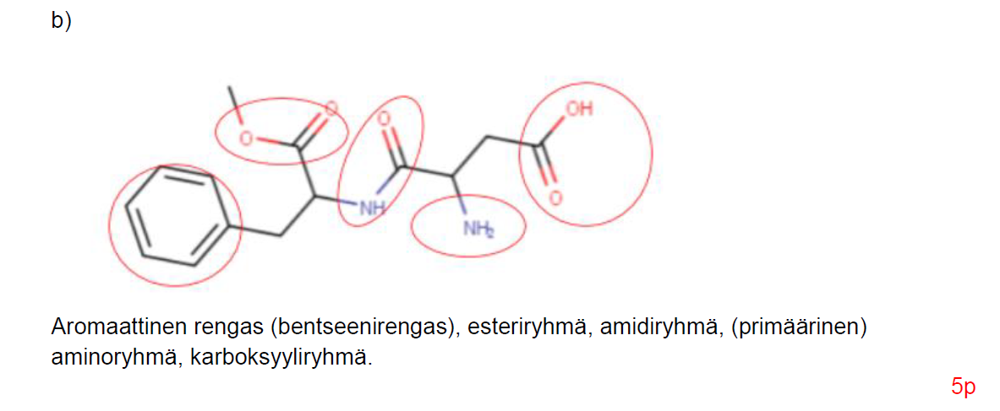 b)
O
O
O
OH
NH
O
NH₂
Aromaattinen rengas (bentseenirengas), esteriryhmä, amidiryhmä, (primäärinen)
aminoryhmä, karboksyyliryhmä.
5p